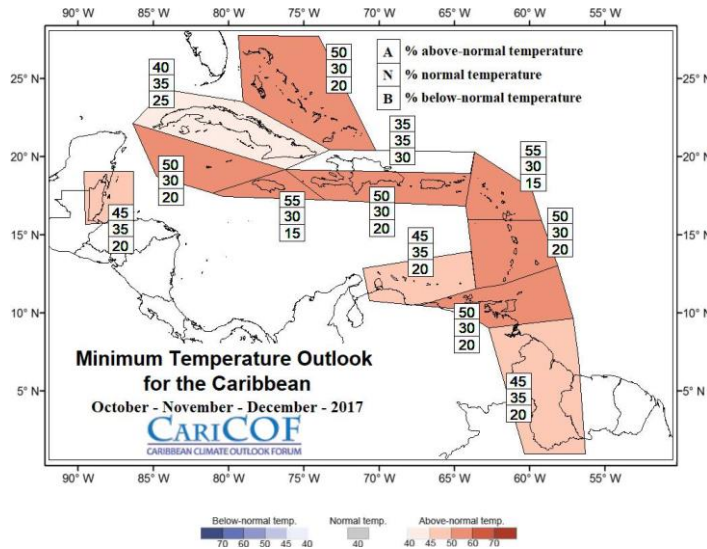 90° W 85° W 80° W 75° W 70° W 65° W 60° W 55° W
A % above-normal temperature
N % normal temperature
B % below-normal temperature
50
30
20
40
35
25
35
35
30
55
30
15
50
30
20
50
30
20
45
35
20
55
30
15
50
30
20
45
35
20
50
30
20
45
35
20
25° N
20° N
15° N
10° N
5° N
25° N
20° N
15° N
10° N
5° N
Minimum Temperature Outlook
for the Caribbean
October - November - December - 2017
CARICOF
CARIBBEAN CLIMATE OUTLOOK FORUM
90° W 85° W 80° W 75° W 70° W 65° W 60° W 55° W
Below-normal temp. Normal temp. Above-normal temp.
70 60 50 45 40 40 40 45 50 60 70